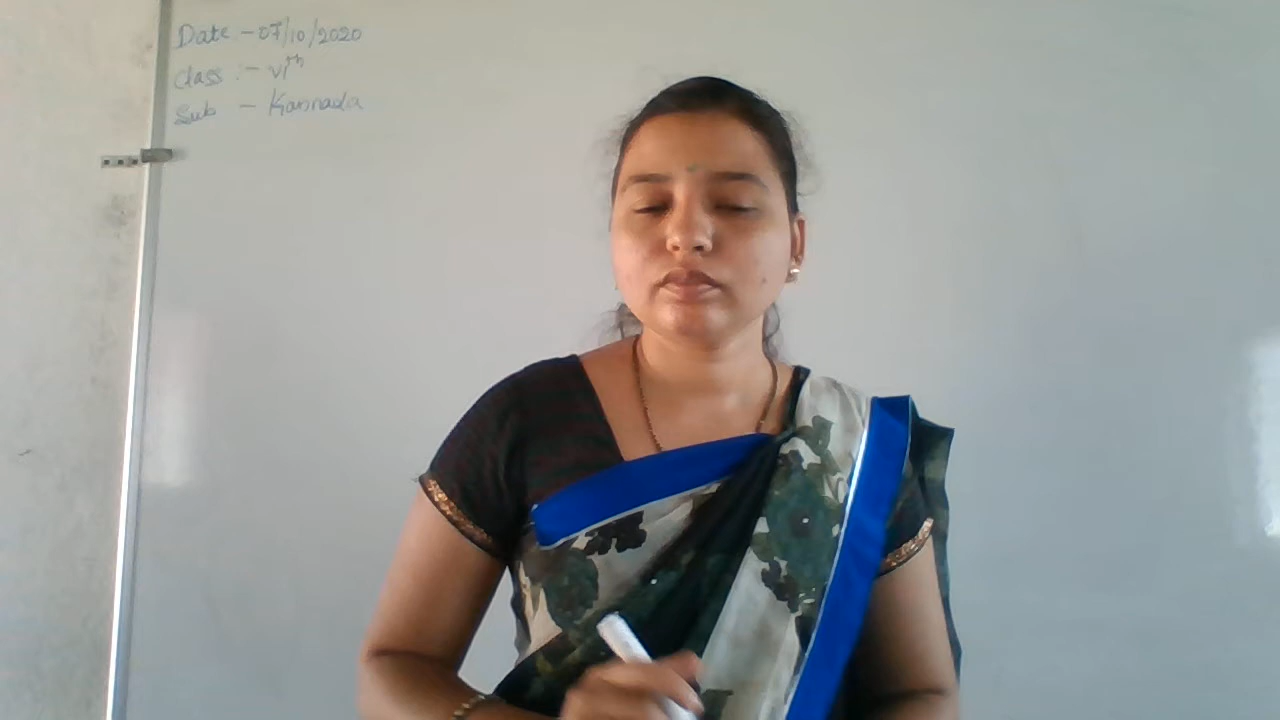 Date - 07/10/2020
Class :- VIth
Sub - Kannada